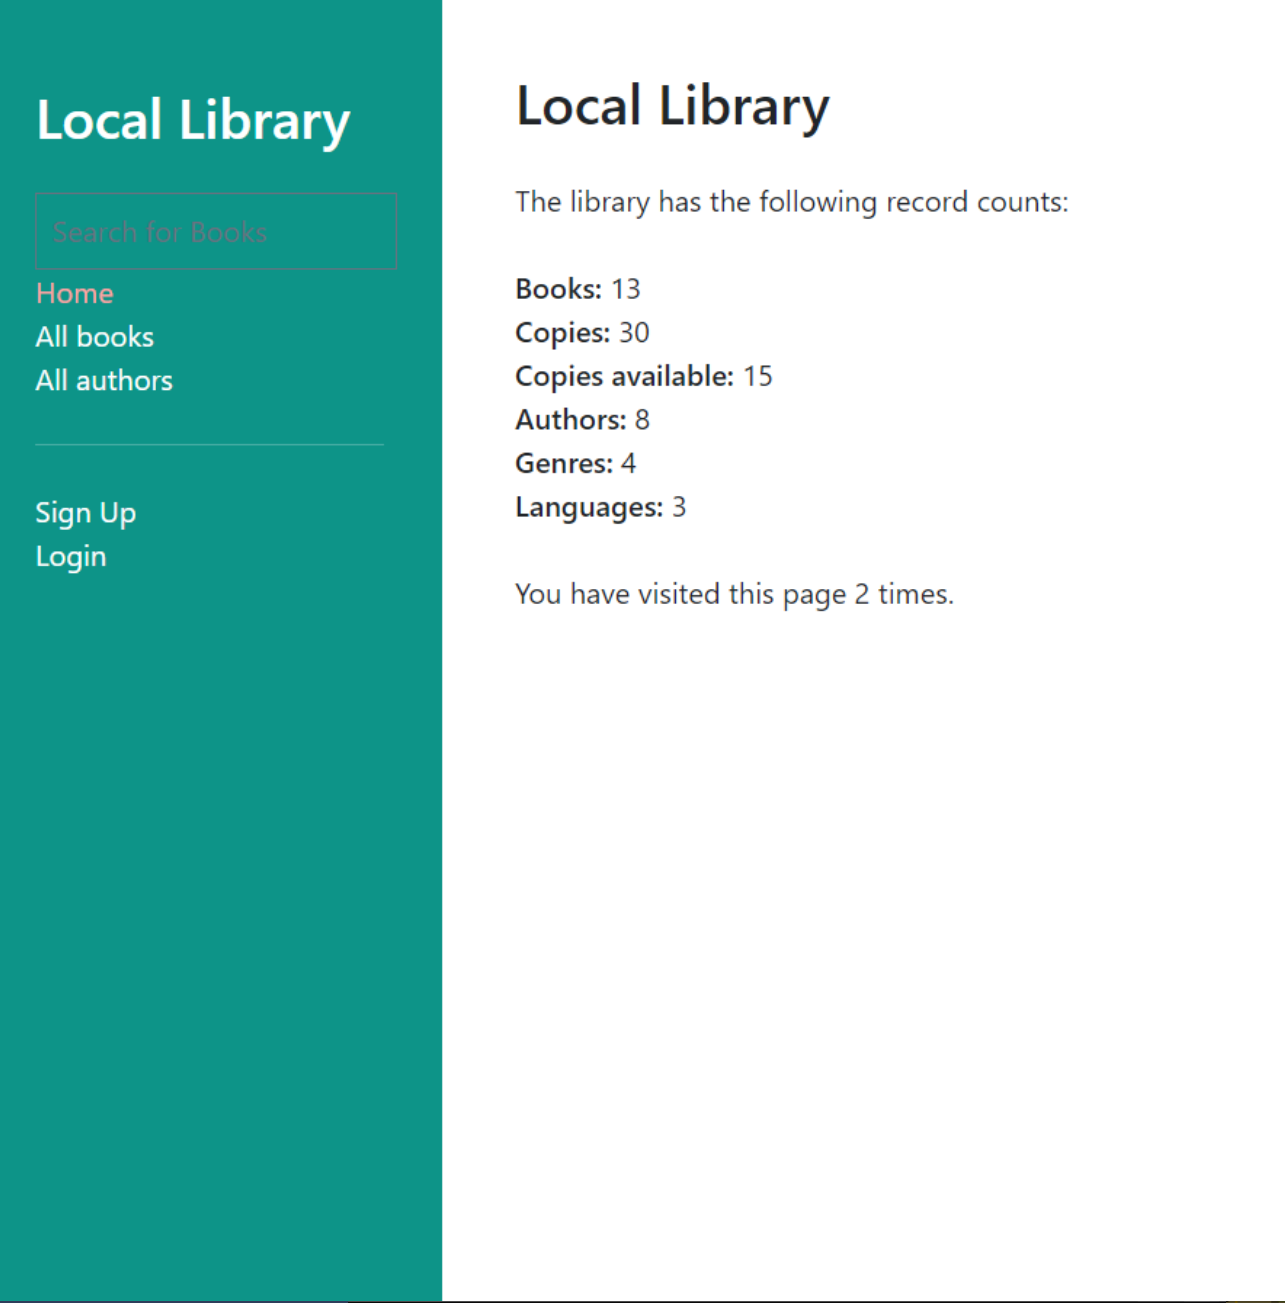 Local Library
Search for Books
Home
All books
All authors
Sign Up
Login
Local Library
The library has the following record counts:
Books: 13
Copies: 30
Copies available: 15
Authors: 8
Genres: 4
Languages: 3
You have visited this page 2 times.